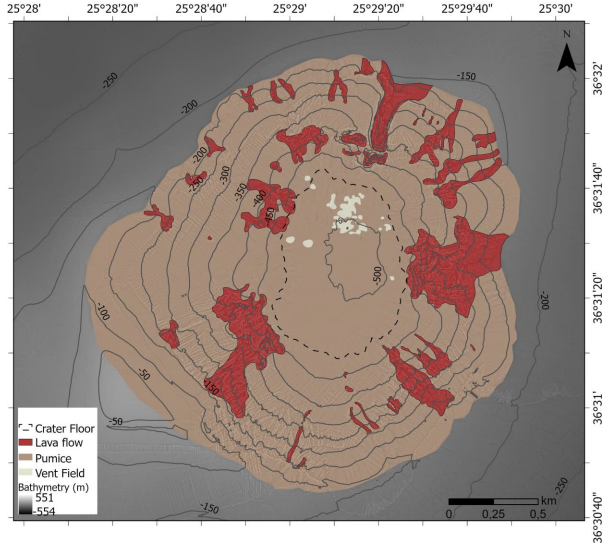 25°28' 25°28'20" 25°28'40" 25°29' 25°29'20" 25°29'40" 25°30'
N
36°32'
36°31'40"
36°31'20"
36°31'
36°30'40"
-250
-200
-150
-200
-250
-300
-350
-400
-450
-500
-200
-100
-50
-150
-50
-150
-250
Crater Floor
Lava flow
Pumice
Vent Field
Bathymetry (m)
551
-554
km
0 0,25 0,5